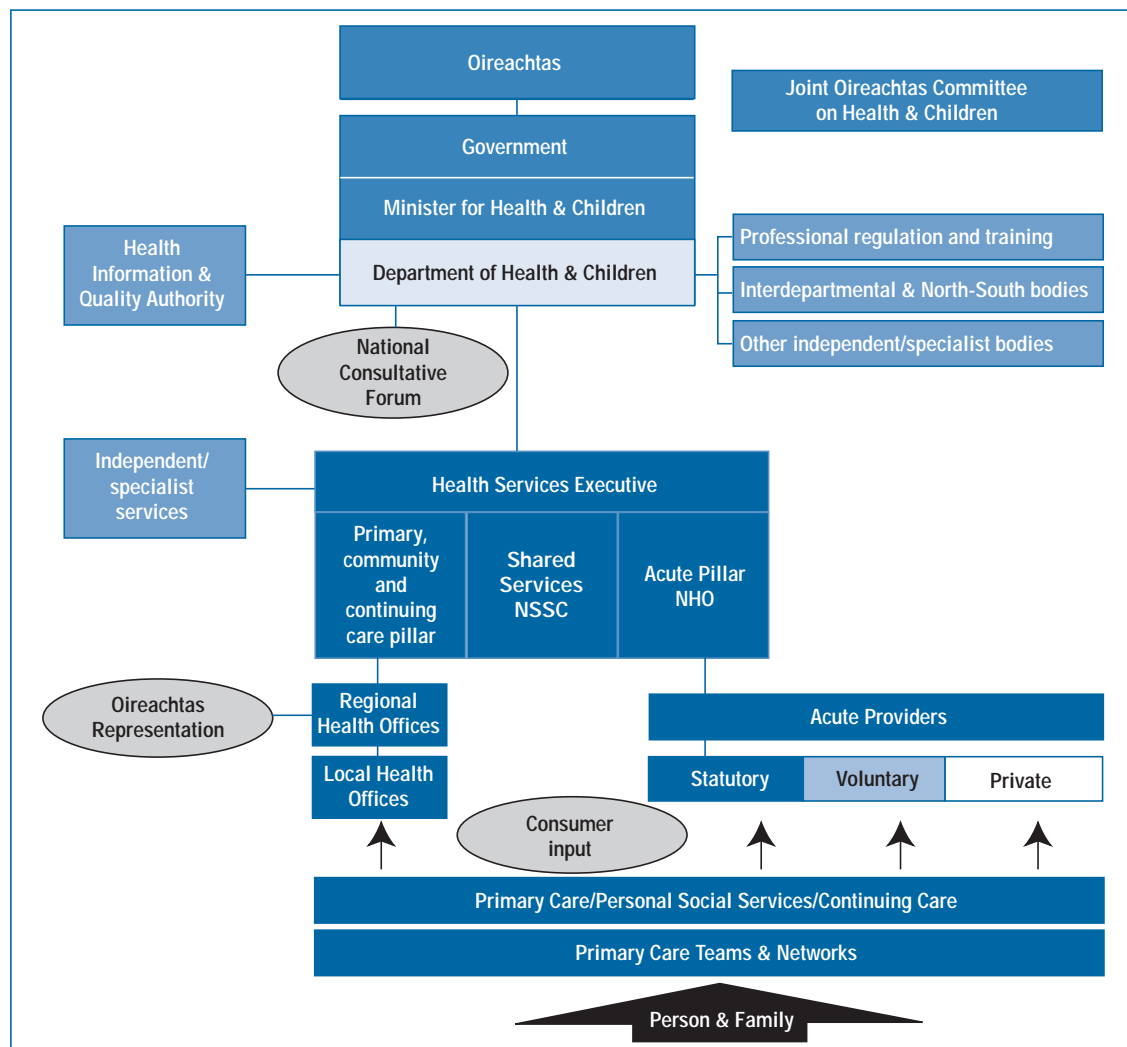 Oireachtas
Joint Oireachtas Committee
on Health & Children
Government
Minister for Health & Children
Health
Information &
Quality Authority
Department of Health & Children
Professional regulation and training
Interdepartmental & North-South bodies
Other independent/specialist bodies
National
Consultative
Forum
Independent/
specialist
services
Health Services Executive
Primary,
community
and
continuing
care pillar
Shared
Services
NSSC
Acute Pillar
NHO
Oireachtas
Representation
Regional
Health Offices
Local Health
Offices
Acute Providers
Statutory
Voluntary
Private
Consumer
input
Primary Care/Personal Social Services/Continuing Care
Primary Care Teams & Networks
Person & Family